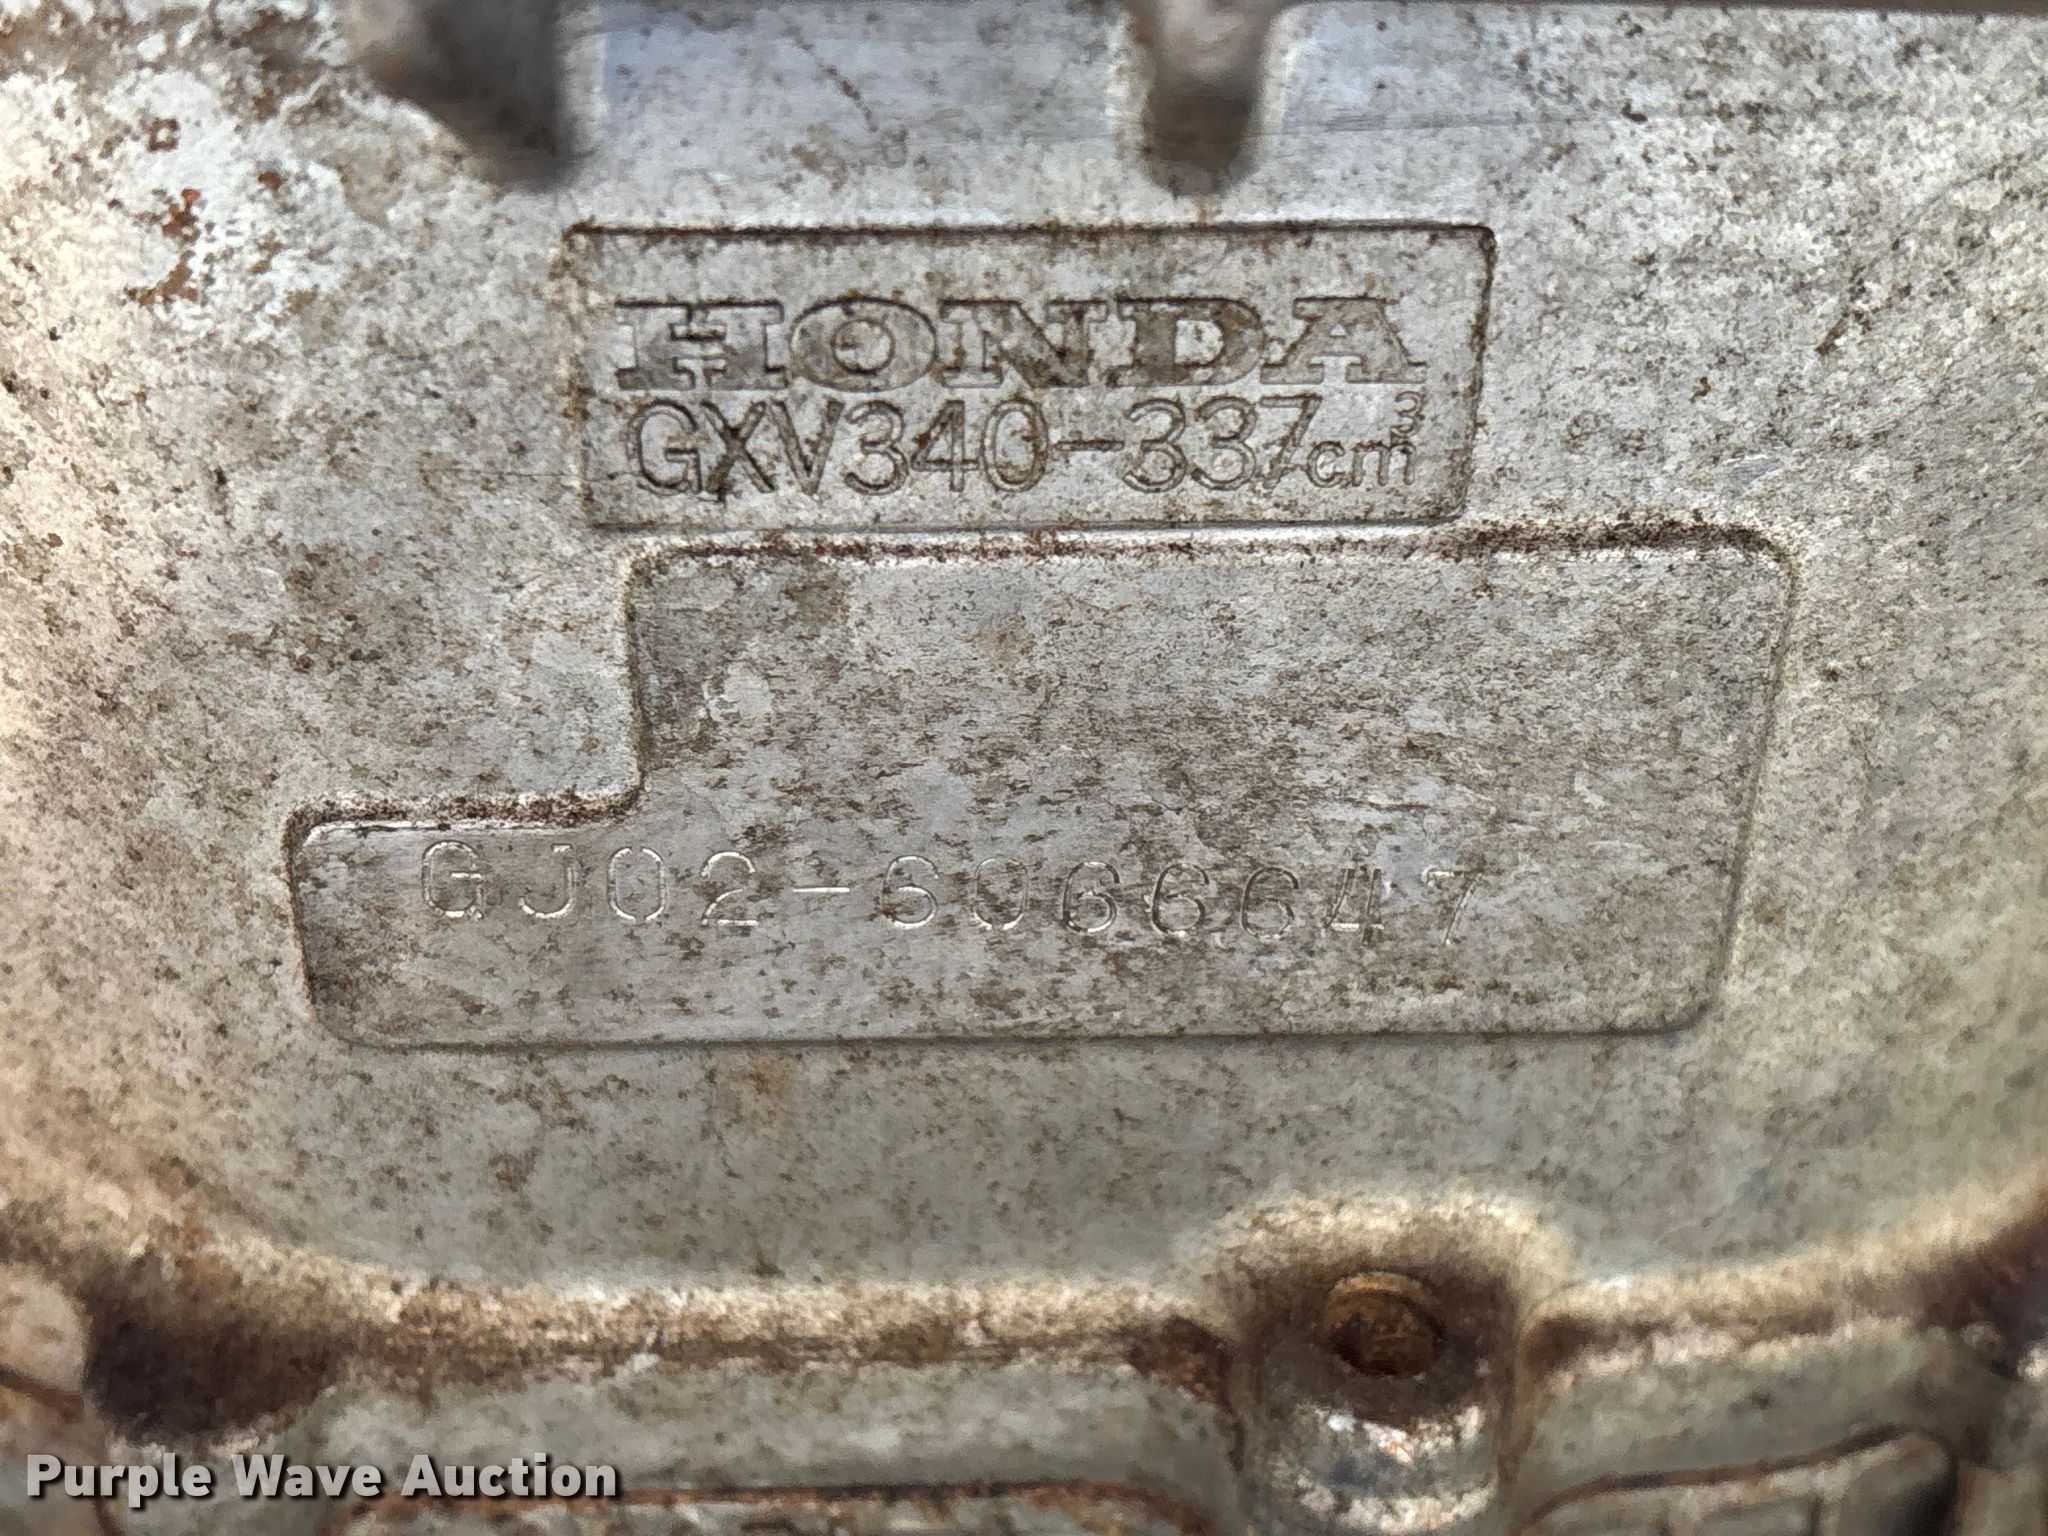 HONDA
GXV340-337cm³
GJ02-6066647
Purple Wave Auction